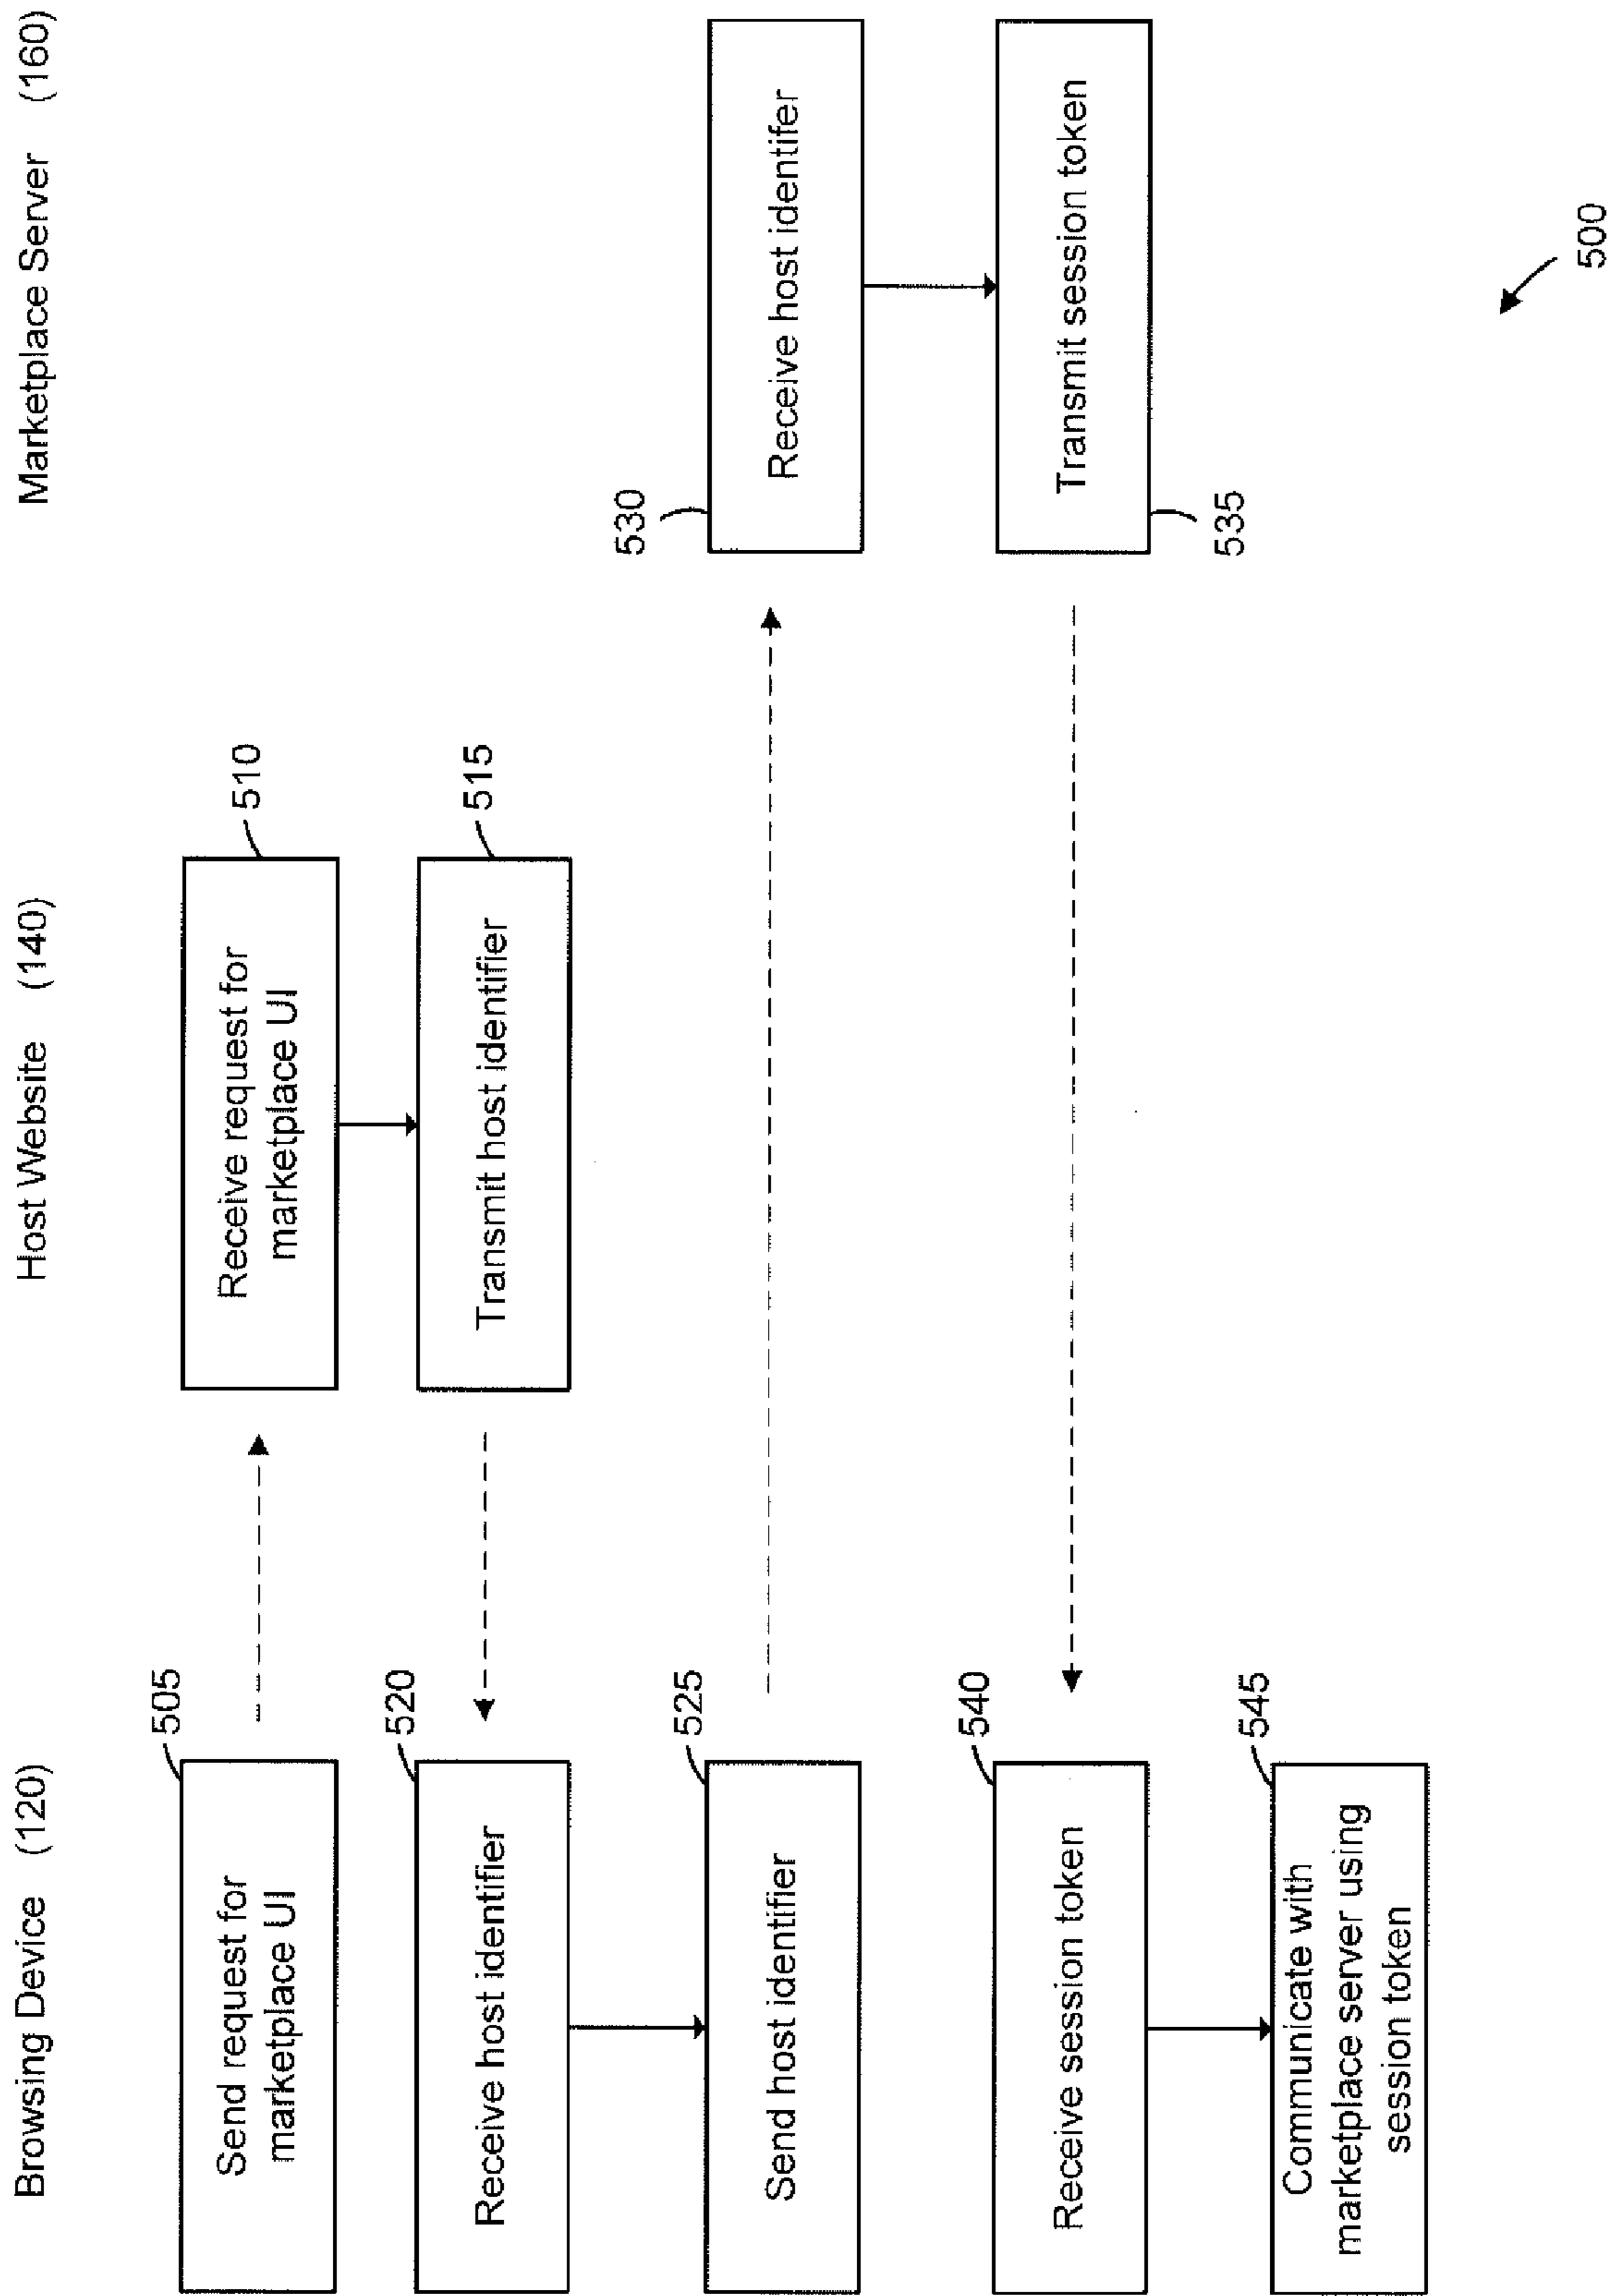 Browsing Device (120)
Host Website (140)
Marketplace Server (160)
505
Send request for
marketplace UI
510
Receive request for
marketplace UI
520
Receive host identifier
515
Transmit host identifier
525
Send host identifier
530
Receive host identifer
540
Receive session token
535
Transmit session token
545
Communicate with
marketplace server using
session token
500